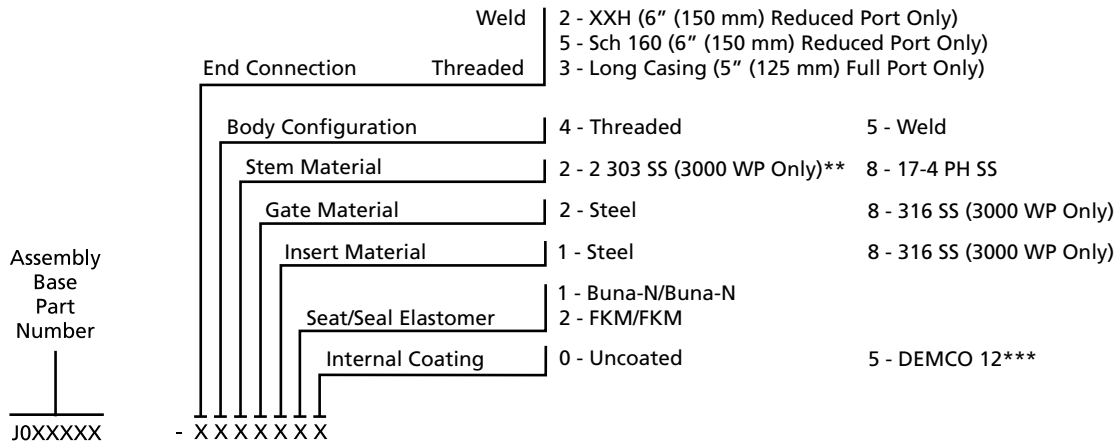 Weld 2 - XXH (6” (150 mm) Reduced Port Only)
5 - Sch 160 (6” (150 mm) Reduced Port Only)
End Connection Threaded 3 - Long Casing (5” (125 mm) Full Port Only)
Body Configuration 4 - Threaded 5 - Weld
Stem Material 2 - 2 303 SS (3000 WP Only)** 8 - 17-4 PH SS
Gate Material 2 - Steel 8 - 316 SS (3000 WP Only)
Insert Material 1 - Steel 8 - 316 SS (3000 WP Only)
Assembly
Base
Part
Number
1 - Buna-N/Buna-N
Seat/Seal Elastomer 2 - FKM/FKM
Internal Coating 0 - Uncoated 5 - DEMCO 12***
J0XXXXX - X X X X X X X